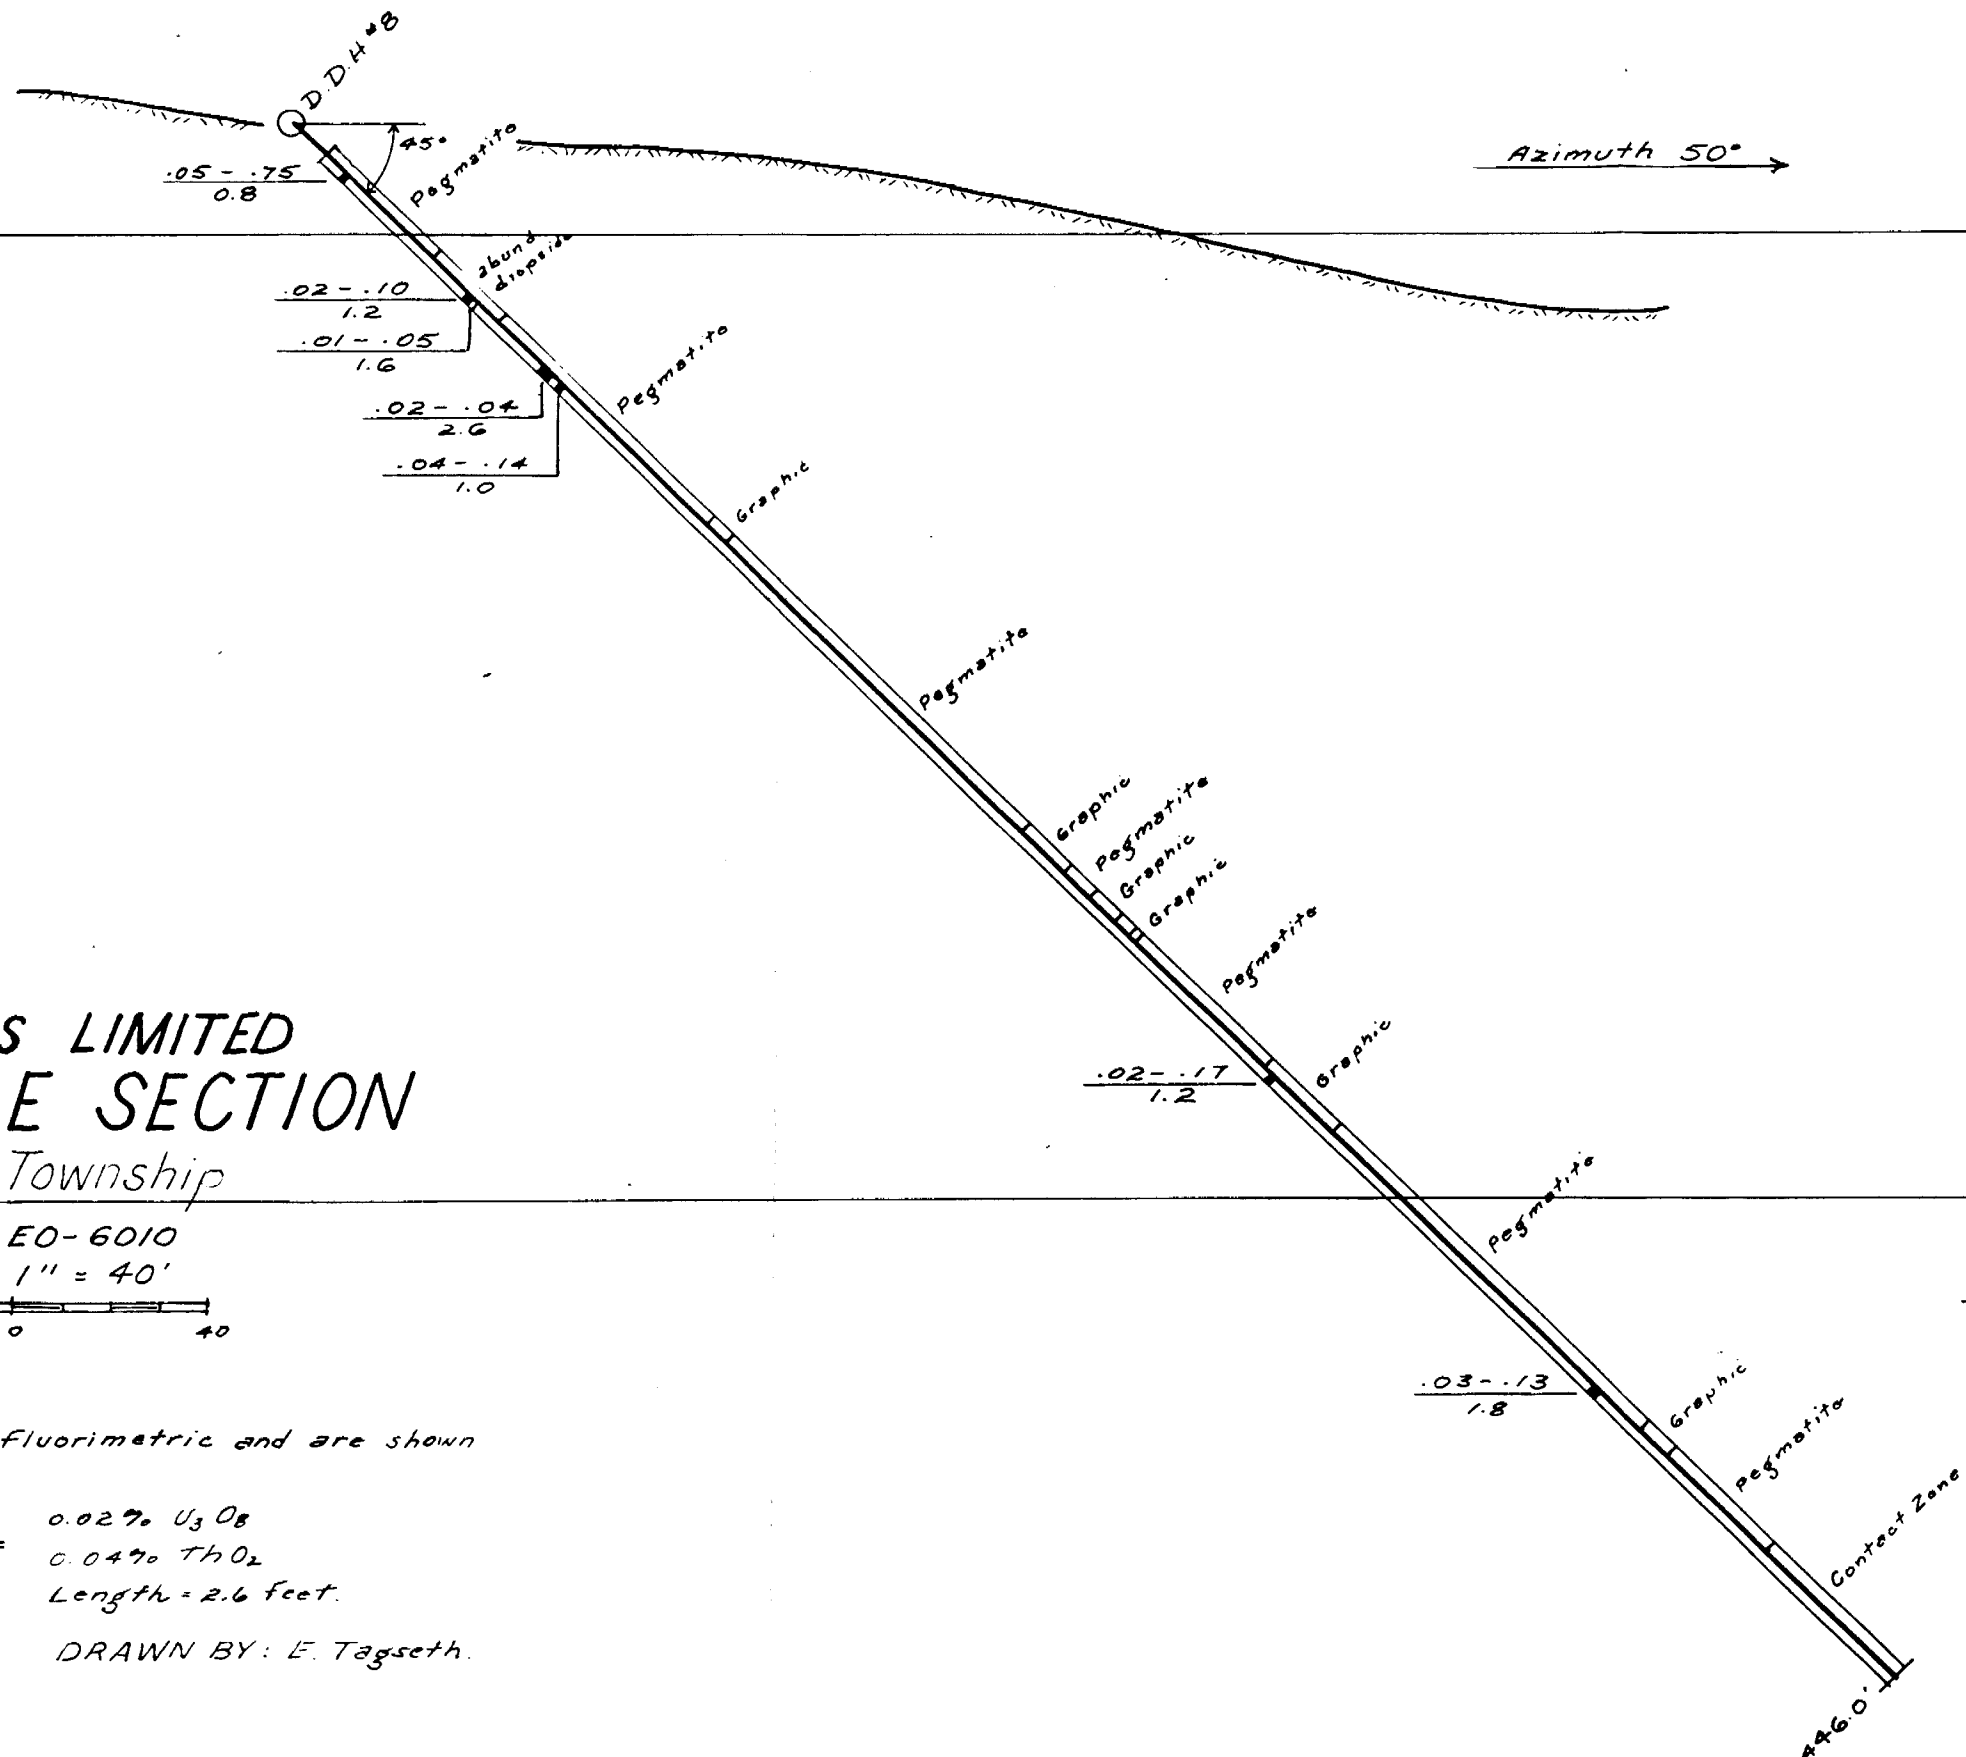 D.D.H #8
45°
Pegmatite
Azimuth 50°
.05 - .75
0.8
abund
diopside
.02 - .10
1.2
.01 - .05
1.6
Pegmatite
.02 - .04
2.6
.04 - .14
1.0
Graphic
Pegmatite
Graphic
Pegmatite
Graphic
Graphic
Pegmatite
Graphic
.02 - .17
1.2
S LIMITED
E SECTION
Township
EO-6010
1" = 40'
0 40
Pegmatite
.03 - .13
1.8
Graphic
Pegmatite
Contact Zone
Fluorimetric and are shown
0.02% U3 O8
= 0.04% ThO2
Length = 2.6 feet.
DRAWN BY: E. Tagseth.
446.0'